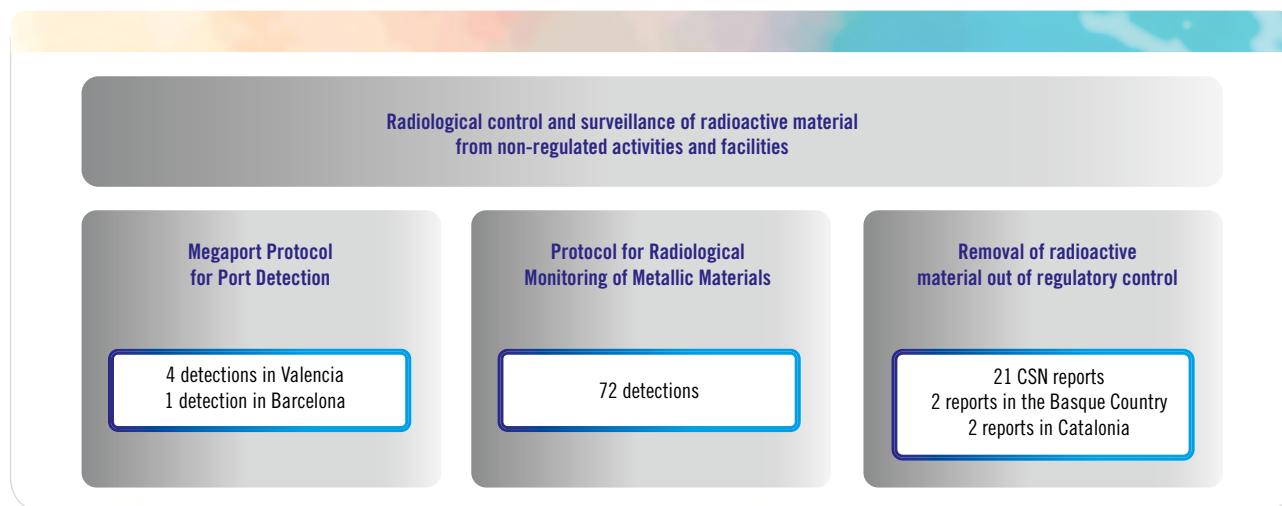 Radiological control and surveillance of radioactive material
from non-regulated activities and facilities
Megaport Protocol
for Port Detection
4 detections in Valencia
1 detection in Barcelona
Protocol for Radiological
Monitoring of Metallic Materials
72 detections
Removal of radioactive
material out of regulatory control
21 CSN reports
2 reports in the Basque Country
2 reports in Catalonia